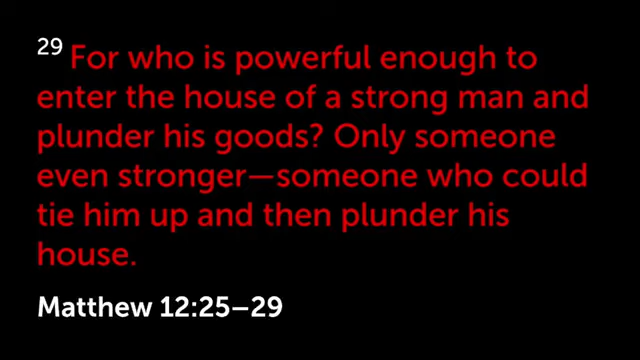 29 For who is powerful enough to
enter the house of a strong man and
plunder his goods? Only someone
even stronger—someone who could
tie him up and then plunder his
house.
Matthew 12:25–29